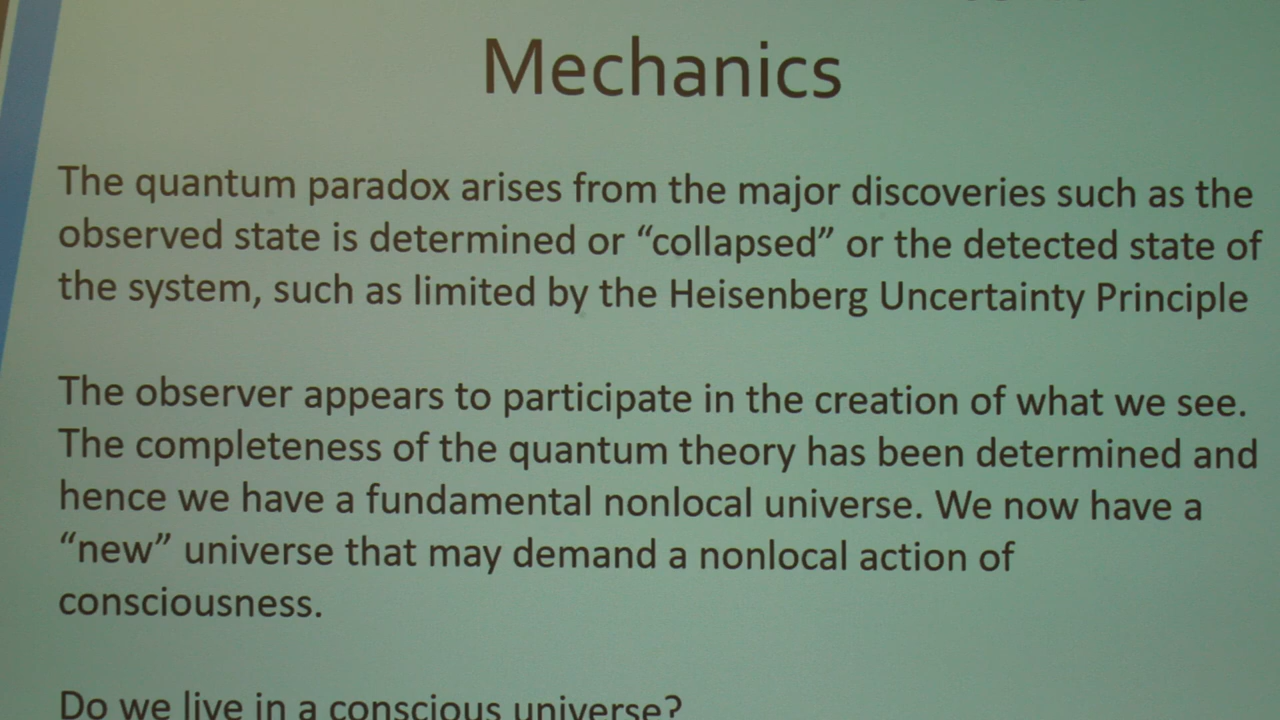 Mechanics
The quantum paradox arises from the major discoveries such as the
observed state is determined or “collapsed” or the detected state of
the system, such as limited by the Heisenberg Uncertainty Principle
The observer appears to participate in the creation of what we see.
The completeness of the quantum theory has been determined and
hence we have a fundamental nonlocal universe. We now have a
“new” universe that may demand a nonlocal action of
consciousness.
Do we live in a conscious universe?